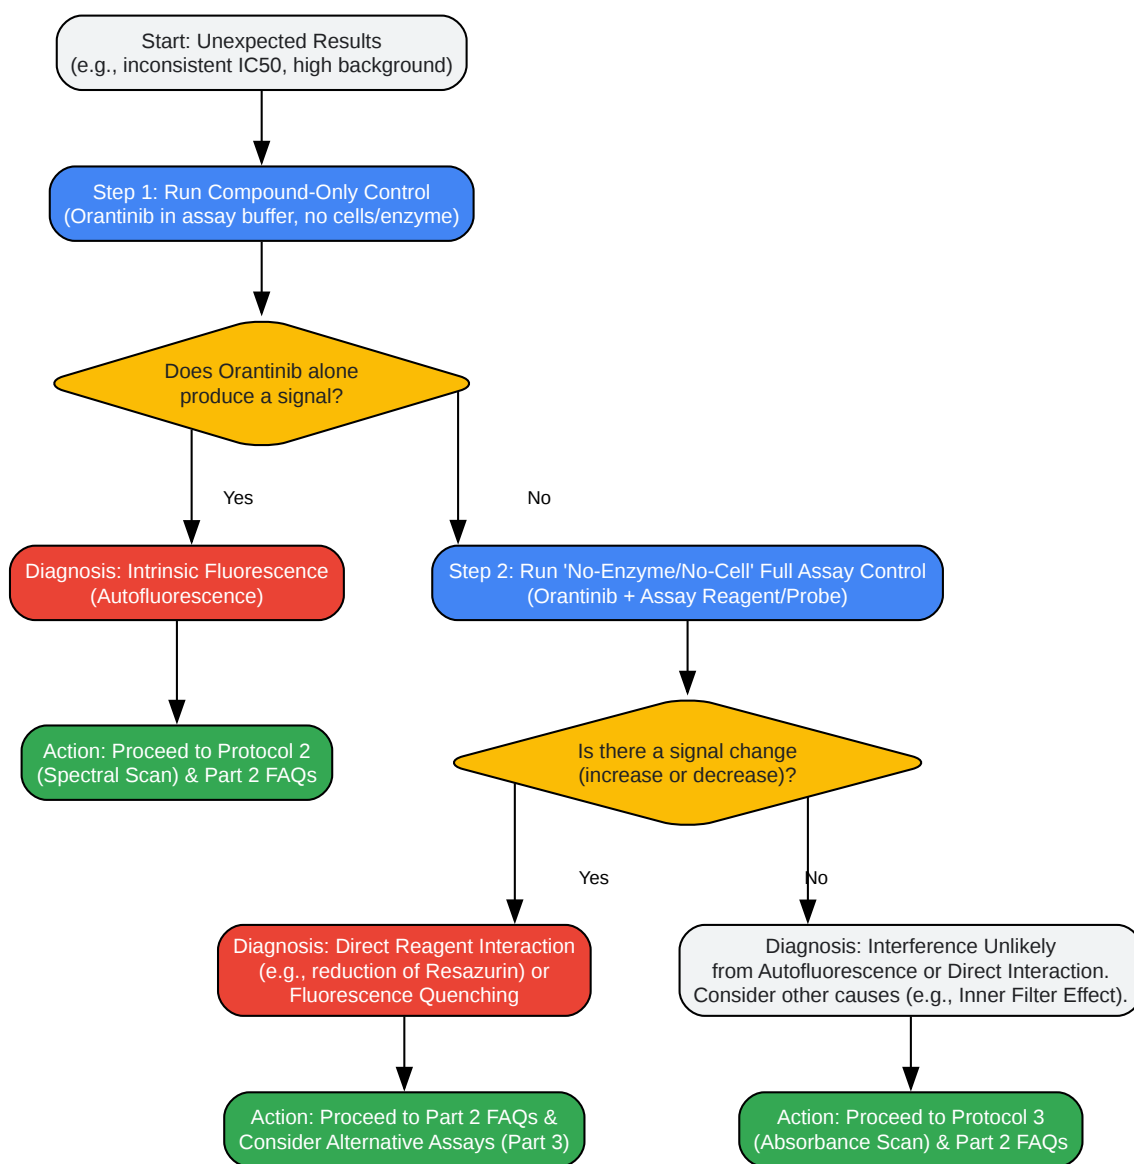 Start: Unexpected Results
(e.g., inconsistent IC50, high background)
Step 1: Run Compound-Only Control
(Orantinib in assay buffer, no cells/enzyme)
Does Orantinib alone
produce a signal?
Yes
No
Diagnosis: Intrinsic Fluorescence
(Autofluorescence)
Step 2: Run 'No-Enzyme/No-Cell' Full Assay Control
(Orantinib + Assay Reagent/Probe)
Action: Proceed to Protocol 2
(Spectral Scan) & Part 2 FAQs
Is there a signal change
(increase or decrease)?
Yes
No
Diagnosis: Direct Reagent Interaction
(e.g., reduction of Resazurin) or
Fluorescence Quenching
Diagnosis: Interference Unlikely
from Autofluorescence or Direct Interaction.
Consider other causes (e.g., Inner Filter Effect).
Action: Proceed to Part 2 FAQs &
Consider Alternative Assays (Part 3)
Action: Proceed to Protocol 3
(Absorbance Scan) & Part 2 FAQs